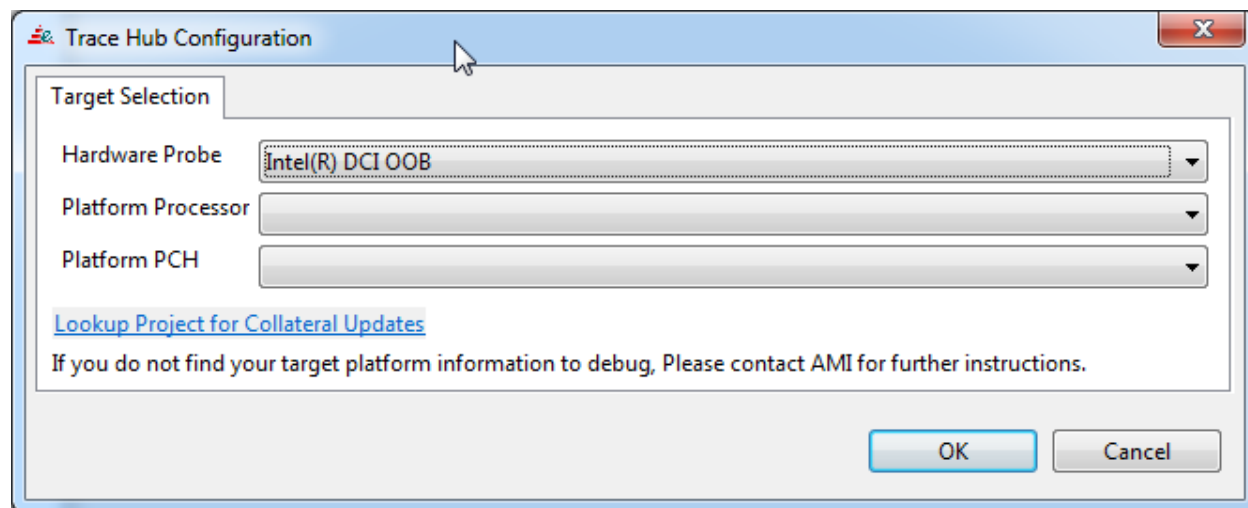 Trace Hub Configuration
Target Selection
Hardware Probe Intel(R) DCI OOB
Platform Processor
Platform PCH
Lookup Project for Collateral Updates
If you do not find your target platform information to debug, Please contact AMI for further instructions.
OK Cancel